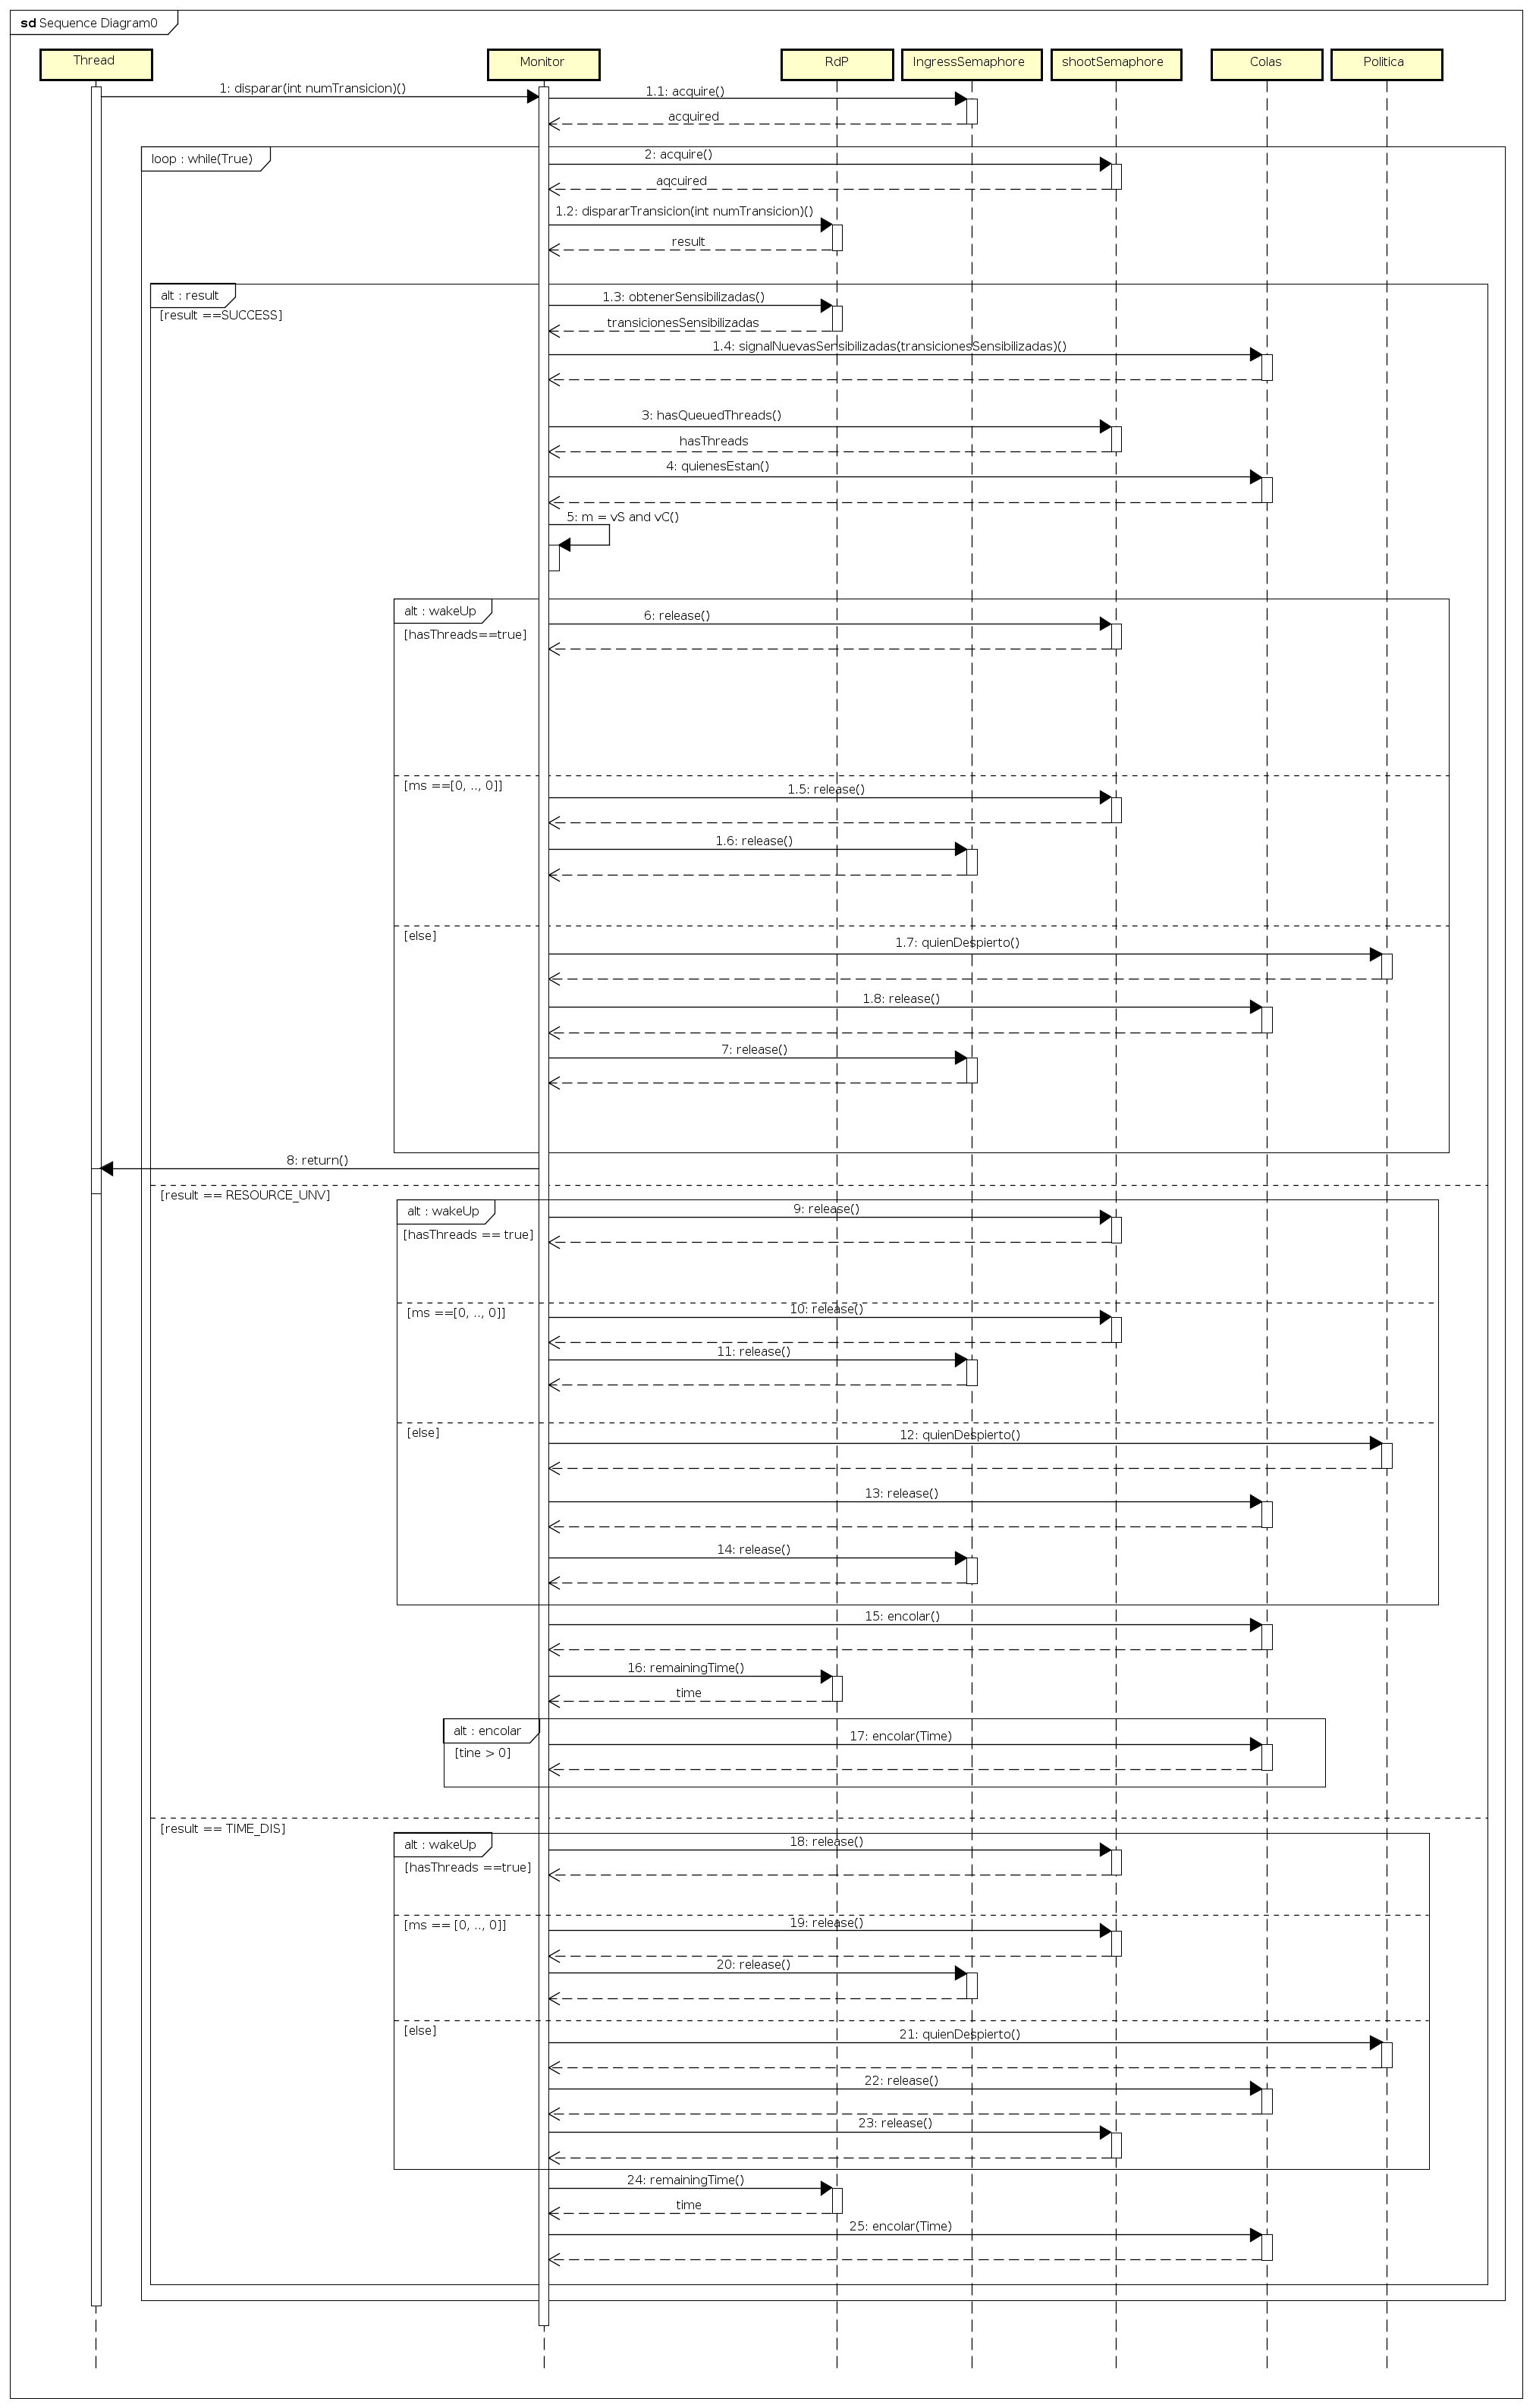 sd Sequence Diagram0
Thread
Monitor
RdP
IngressSemaphore
shootSemaphore
Colas
Politica
1: disparar(int numTransicion)()
1.1: acquire()
acquired
loop : while(True)
2: acquire()
aqcuired
1.2: dispararTransicion(int numTransicion)()
result
alt : result
[result ==SUCCESS]
1.3: obtenerSensibilizadas()
transicionesSensibilizadas
1.4: signalNuevasSensibilizadas(transicionesSensibilizadas)()
3: hasQueuedThreads()
hasThreads
4: quienesEstan()
5: m = vS and vC()
alt : wakeUp
[hasThreads==true]
6: release()
[ms ==[0, .., 0]]
1.5: release()
1.6: release()
[else]
1.7: quienDespierto()
1.8: release()
7: release()
8: return()
[result == RESOURCE_UNV]
alt : wakeUp
[hasThreads == true]
9: release()
[ms ==[0, .., 0]]
10: release()
11: release()
[else]
12: quienDespierto()
13: release()
14: release()
15: encolar()
16: remainingTime()
time
alt : encolar
[tine > 0]
17: encolar(Time)
[result == TIME_DIS]
alt : wakeUp
[hasThreads ==true]
18: release()
[ms == [0, .., 0]]
19: release()
20: release()
[else]
21: quienDespierto()
22: release()
23: release()
24: remainingTime()
time
25: encolar(Time)